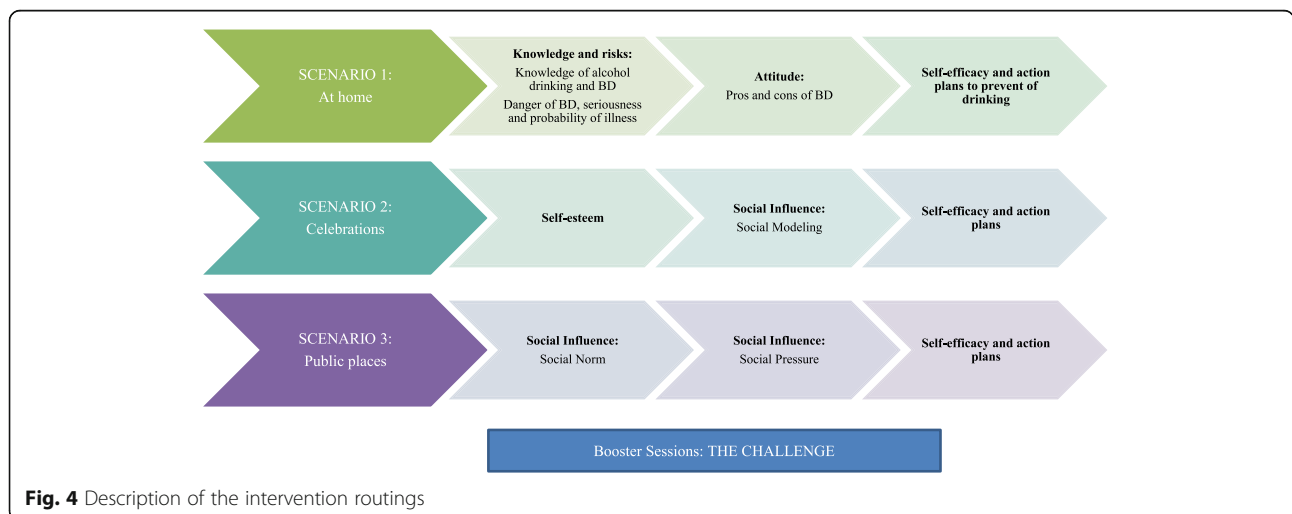 SCENARIO 1:
At home
Knowledge and risks:
Knowledge of alcohol
drinking and BD
Danger of BD, seriousness
and probability of illness
Attitude:
Pros and cons of BD
Self-efficacy and action
plans to prevent of
drinking
SCENARIO 2:
Celebrations
Self-esteem
Social Influence:
Social Modeling
Self-efficacy and action
plans
SCENARIO 3:
Public places
Social Influence:
Social Norm
Social Influence:
Social Pressure
Self-efficacy and action
plans
Booster Sessions: THE CHALLENGE
Fig. 4 Description of the intervention routings